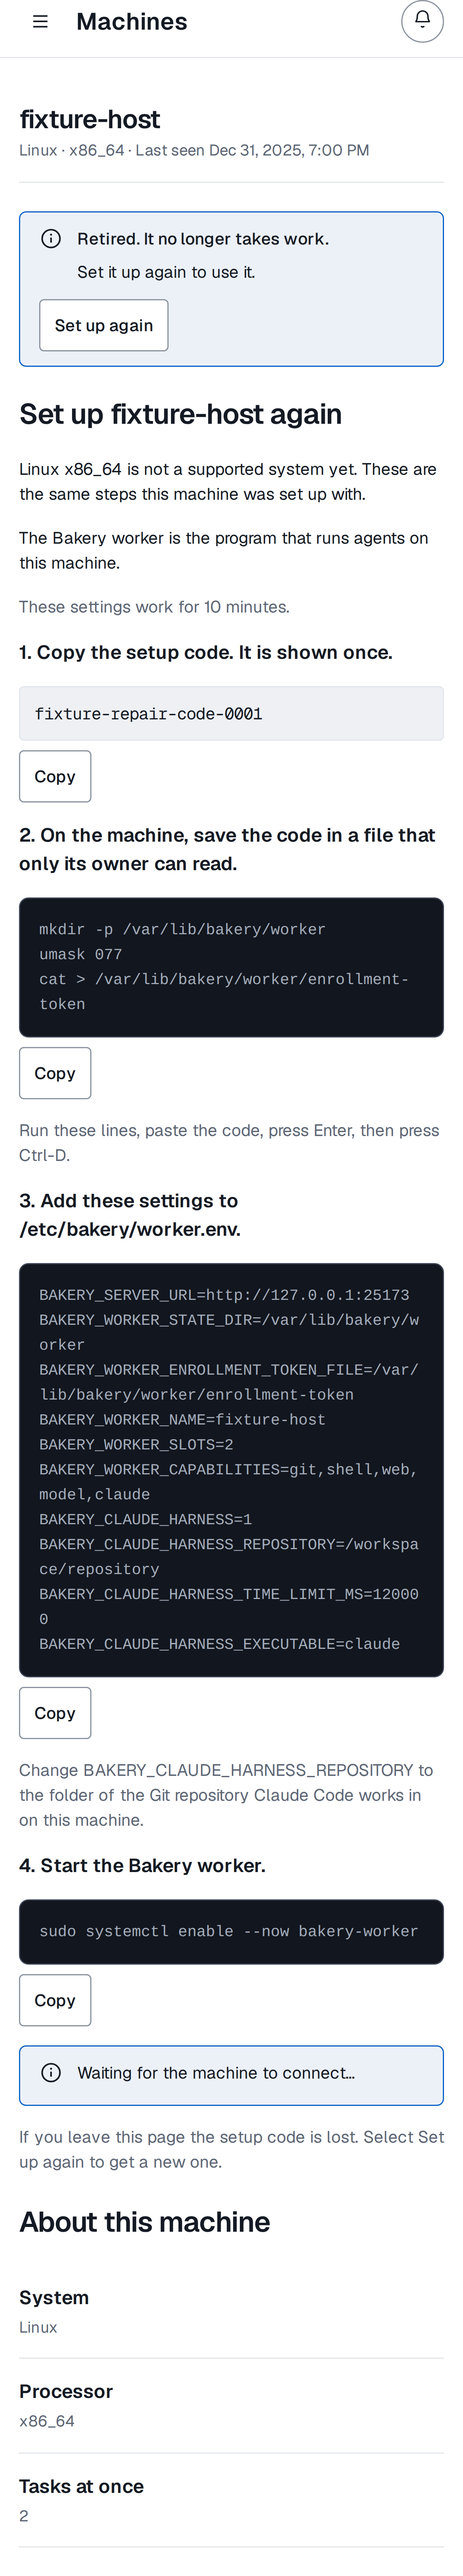 Machines
fixture-host
Linux · x86_64 · Last seen Dec 31, 2025, 7:00 PM
Retired. It no longer takes work.
Set it up again to use it.
Set up again
Set up fixture-host again
Linux x86_64 is not a supported system yet. These are
the same steps this machine was set up with.
The Bakery worker is the program that runs agents on
this machine.
These settings work for 10 minutes.
1. Copy the setup code. It is shown once.
fixture-repair-code-0001
Copy
2. On the machine, save the code in a file that
only its owner can read.
mkdir -p /var/lib/bakery/worker
umask 077
cat > /var/lib/bakery/worker/enrollment-
token
Copy
Run these lines, paste the code, press Enter, then press
Ctrl-D.
3. Add these settings to
/etc/bakery/worker.env.
BAKERY_SERVER_URL=http://127.0.0.1:25173
BAKERY_WORKER_STATE_DIR=/var/lib/bakery/w
orker
BAKERY_WORKER_ENROLLMENT_TOKEN_FILE=/var/
lib/bakery/worker/enrollment-token
BAKERY_WORKER_NAME=fixture-host
BAKERY_WORKER_SLOTS=2
BAKERY_WORKER_CAPABILITIES=git,shell,web,
model,claude
BAKERY_CLAUDE_HARNESS=1
BAKERY_CLAUDE_HARNESS_REPOSITORY=/workspa
ce/repository
BAKERY_CLAUDE_HARNESS_TIME_LIMIT_MS=12000
0
BAKERY_CLAUDE_HARNESS_EXECUTABLE=claude
Copy
Change BAKERY_CLAUDE_HARNESS_REPOSITORY to
the folder of the Git repository Claude Code works in
on this machine.
4. Start the Bakery worker.
sudo systemctl enable --now bakery-worker
Copy
Waiting for the machine to connect…
If you leave this page the setup code is lost. Select Set
up again to get a new one.
About this machine
System
Linux
Processor
x86_64
Tasks at once
2